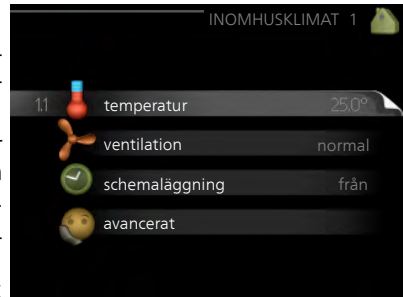 INOMHUSKLIMAT 1
1.1 temperatur 25.0°
ventilation normal
schemaläggning från
avancerat